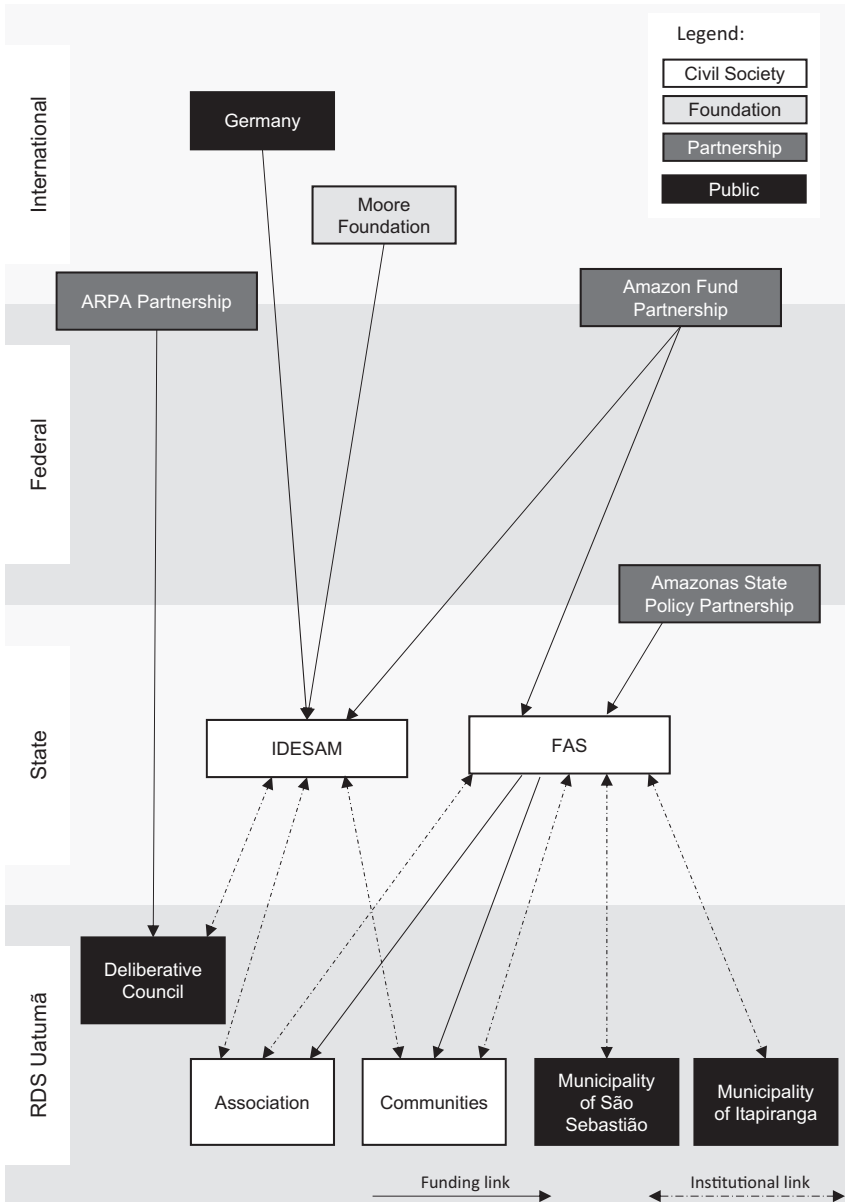 Legend:
Civil Society
Foundation
Partnership
Public
International
Germany
Moore
Foundation
ARPA Partnership
Amazon Fund
Partnership
Federal
Amazonas State
Policy Partnership
State
IDESAM
FAS
RDS Uatumã
Deliberative
Council
Association
Communities
Municipality
of São
Sebastião
Municipality
of Itapiranga
Funding link
Institutional link